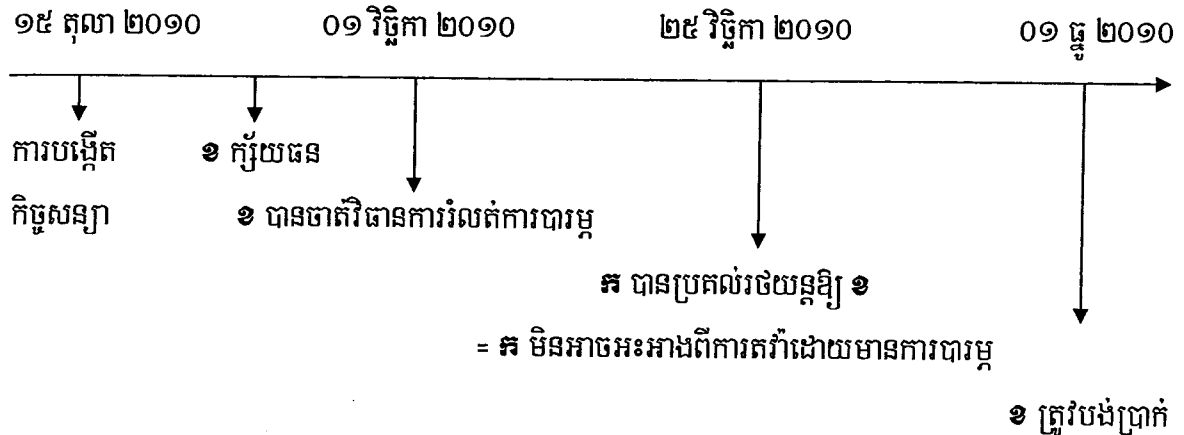 ១៥ តុលា ២០១០ ០១ វិច្ឆិកា ២០១០ ២៥ វិច្ឆិកា ២០១០ ០១ ធ្នូ ២០១០
ការបង្កើត ខ ក្ស័យធន
កិច្ចសន្យា ខ បានចាត់វិធានការរំលត់ការបារម្ភ
ក បានប្រគល់រថយន្តឱ្យ ខ
= ក មិនអាចអះអាងពីការតវ៉ាដោយមានការបារម្ភ
ខ ត្រូវបង់ប្រាក់